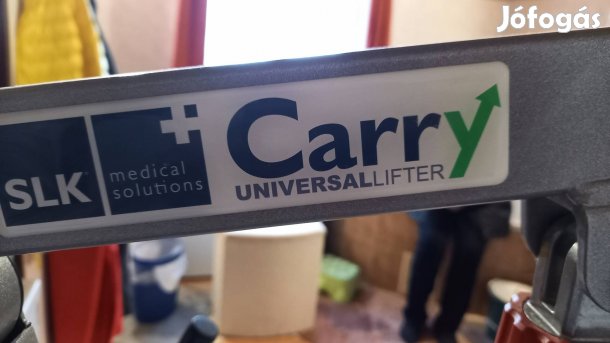 Jófogás
SLK®
medical
solutions
Carry
UNIVERSALLIFTER